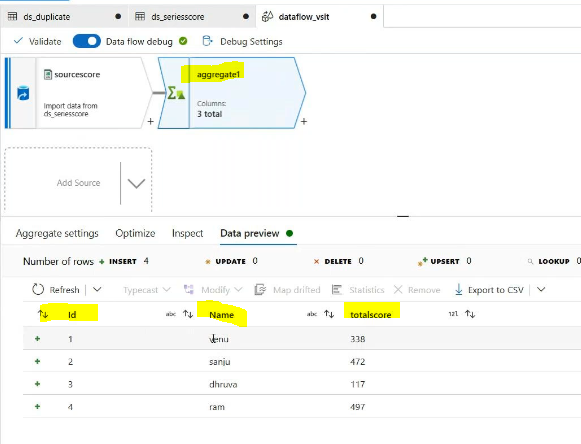 ds_duplicate
ds_seriesscore
dataflow_vsit
Validate
Data flow debug
Debug Settings
sourcescore
Import data from
ds_seriesscore
+
aggregate1
Columns:
3 total
+
Add Source
Aggregate settings
Optimize
Inspect
Data preview
Number of rows + INSERT 4
UPDATE 0
DELETE 0
UPSERT 0
LOOKUP
Refresh
Typecast
Modify
Map drifted
Statistics
Remove
Export to CSV
Id abc Name abc totalscore 12l
+ 1 venu 338
+ 2 sanju 472
+ 3 dhruva 117
+ 4 ram 497